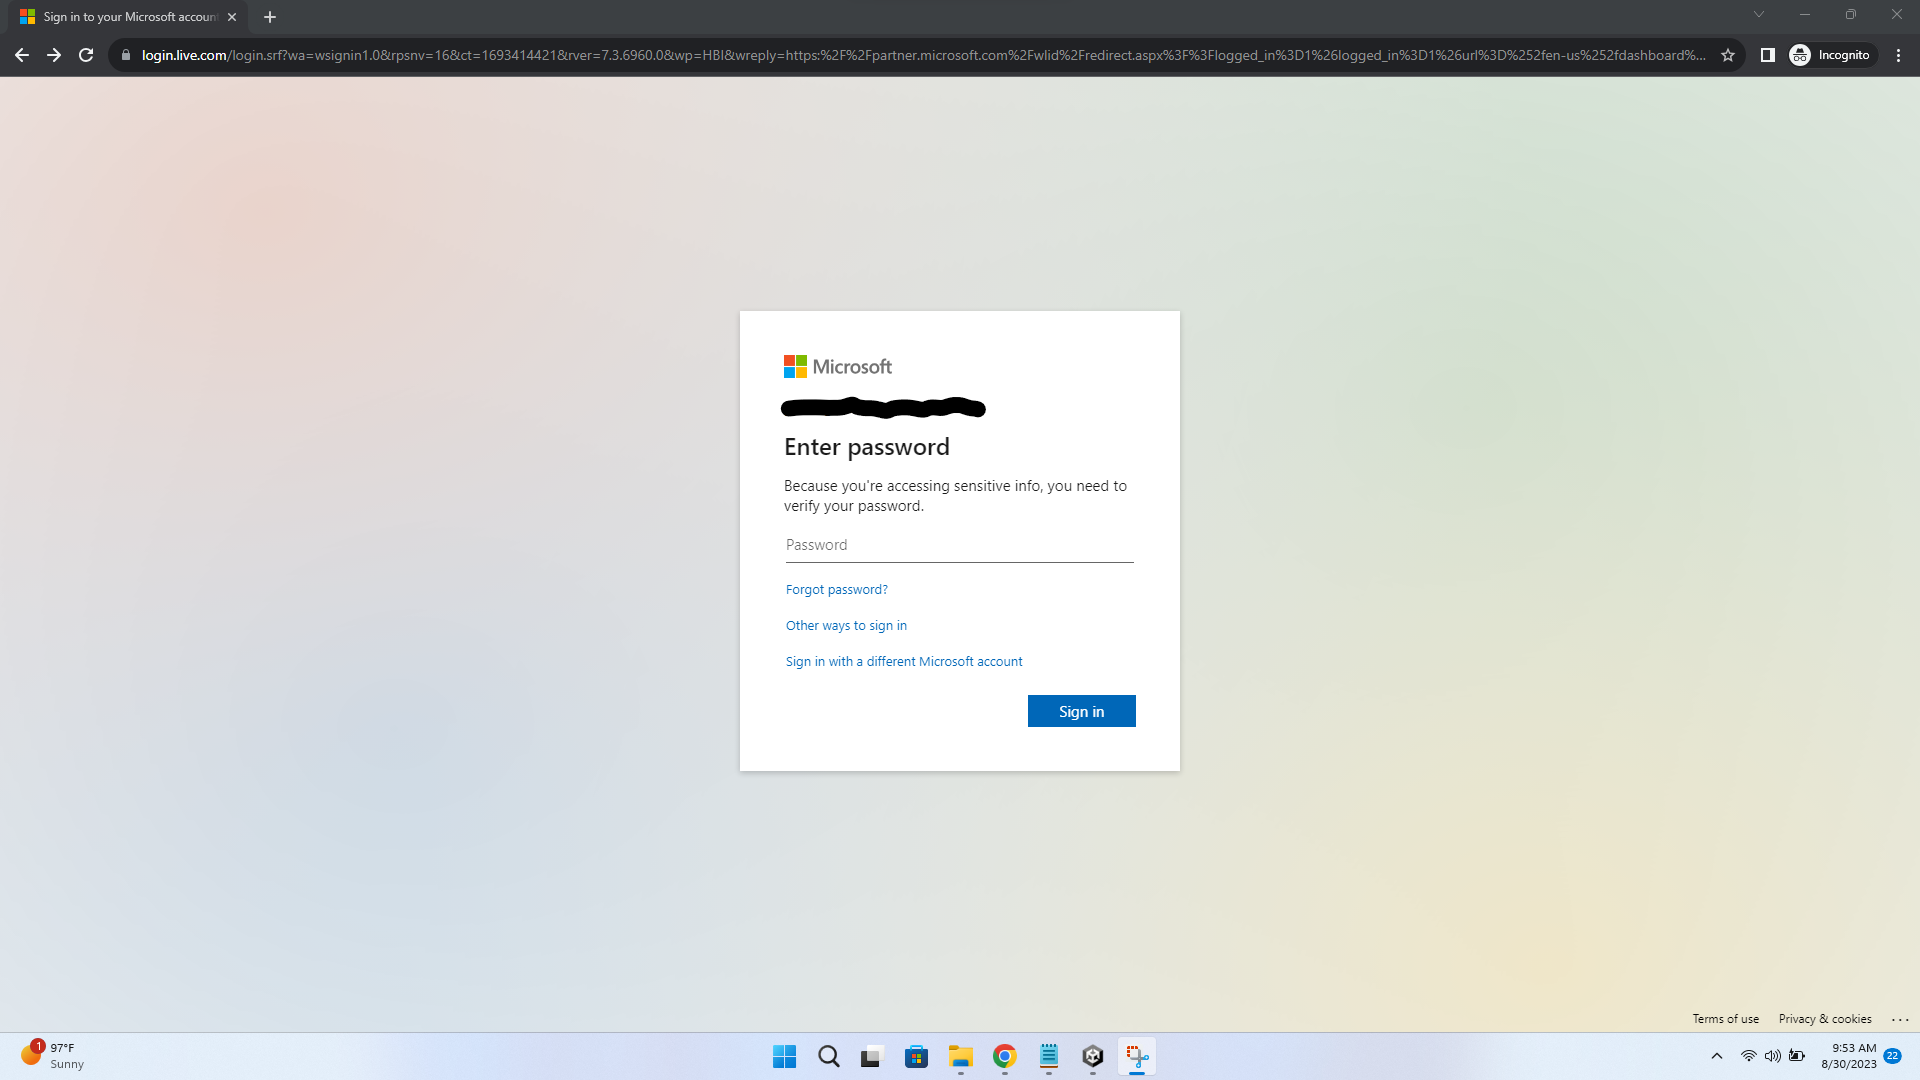 Sign in to your Microsoft account
login.live.com/login.srf?wa=wsignin1.0&rpsnv=16&ct=1693414421&rver=7.3.6960.0&wp=HBI&wreply=https:%2F%2Fpartner.microsoft.com%2Fwlid%2Fredirect.aspx%3F%3Flogged_in%3D1%26logged_in%3D1%26url%3D%252fen-us%252fdashboard%...
Incognito
Microsoft
Enter password
Because you're accessing sensitive info, you need to
verify your password.
Password
Forgot password?
Other ways to sign in
Sign in with a different Microsoft account
Sign in
Terms of use
Privacy & cookies
...
1
97°F
Sunny
9:53 AM
8/30/2023
22